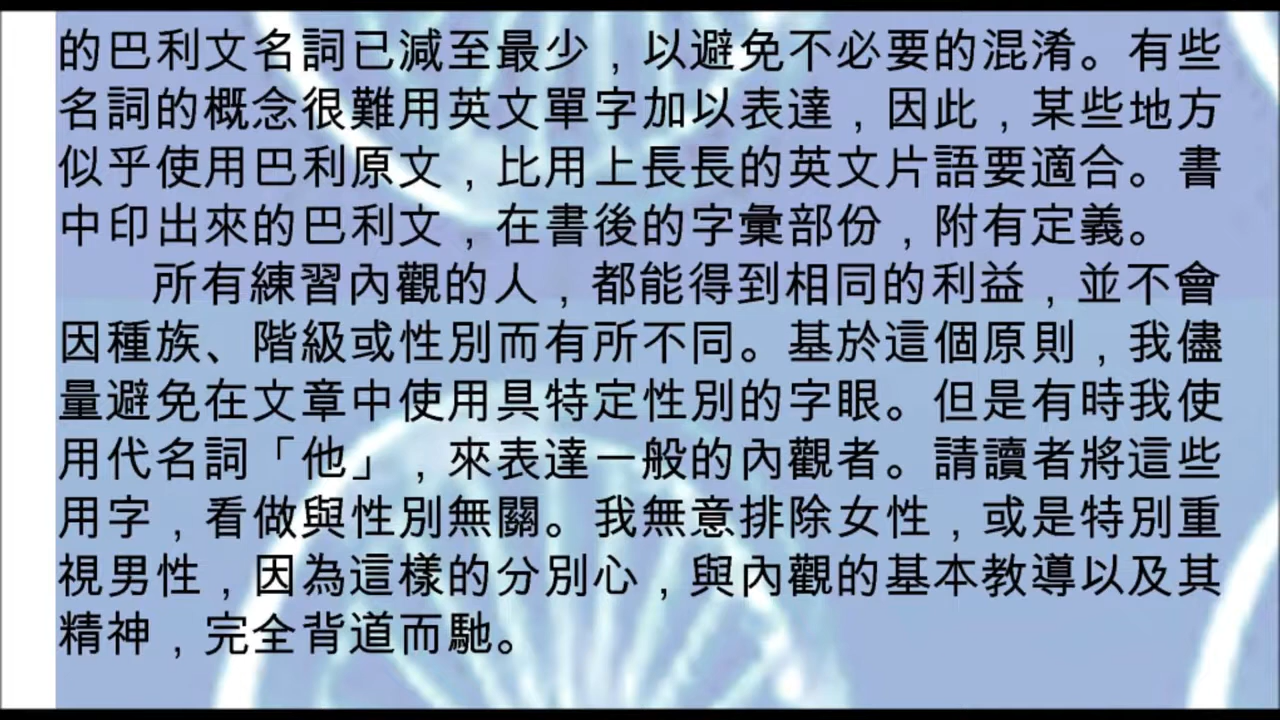 的巴利文名詞已減至最少，以避免不必要的混淆。有些
名詞的概念很難用英文單字加以表達，因此，某些地方
似乎使用巴利原文，比用上長長的英文片語要適合。書
中印出來的巴利文，在書後的字彙部份，附有定義。
所有練習內觀的人，都能得到相同的利益，並不會
因種族、階級或性別而有所不同。基於這個原則，我儘
量避免在文章中使用具特定性別的字眼。但是有時我使
用代名詞「他」，來表達一般的內觀者。請讀者將這些
用字，看做與性別無關。我無意排除女性，或是特別重
視男性，因為這樣的分別心，與內觀的基本教導以及其
精神，完全背道而馳。